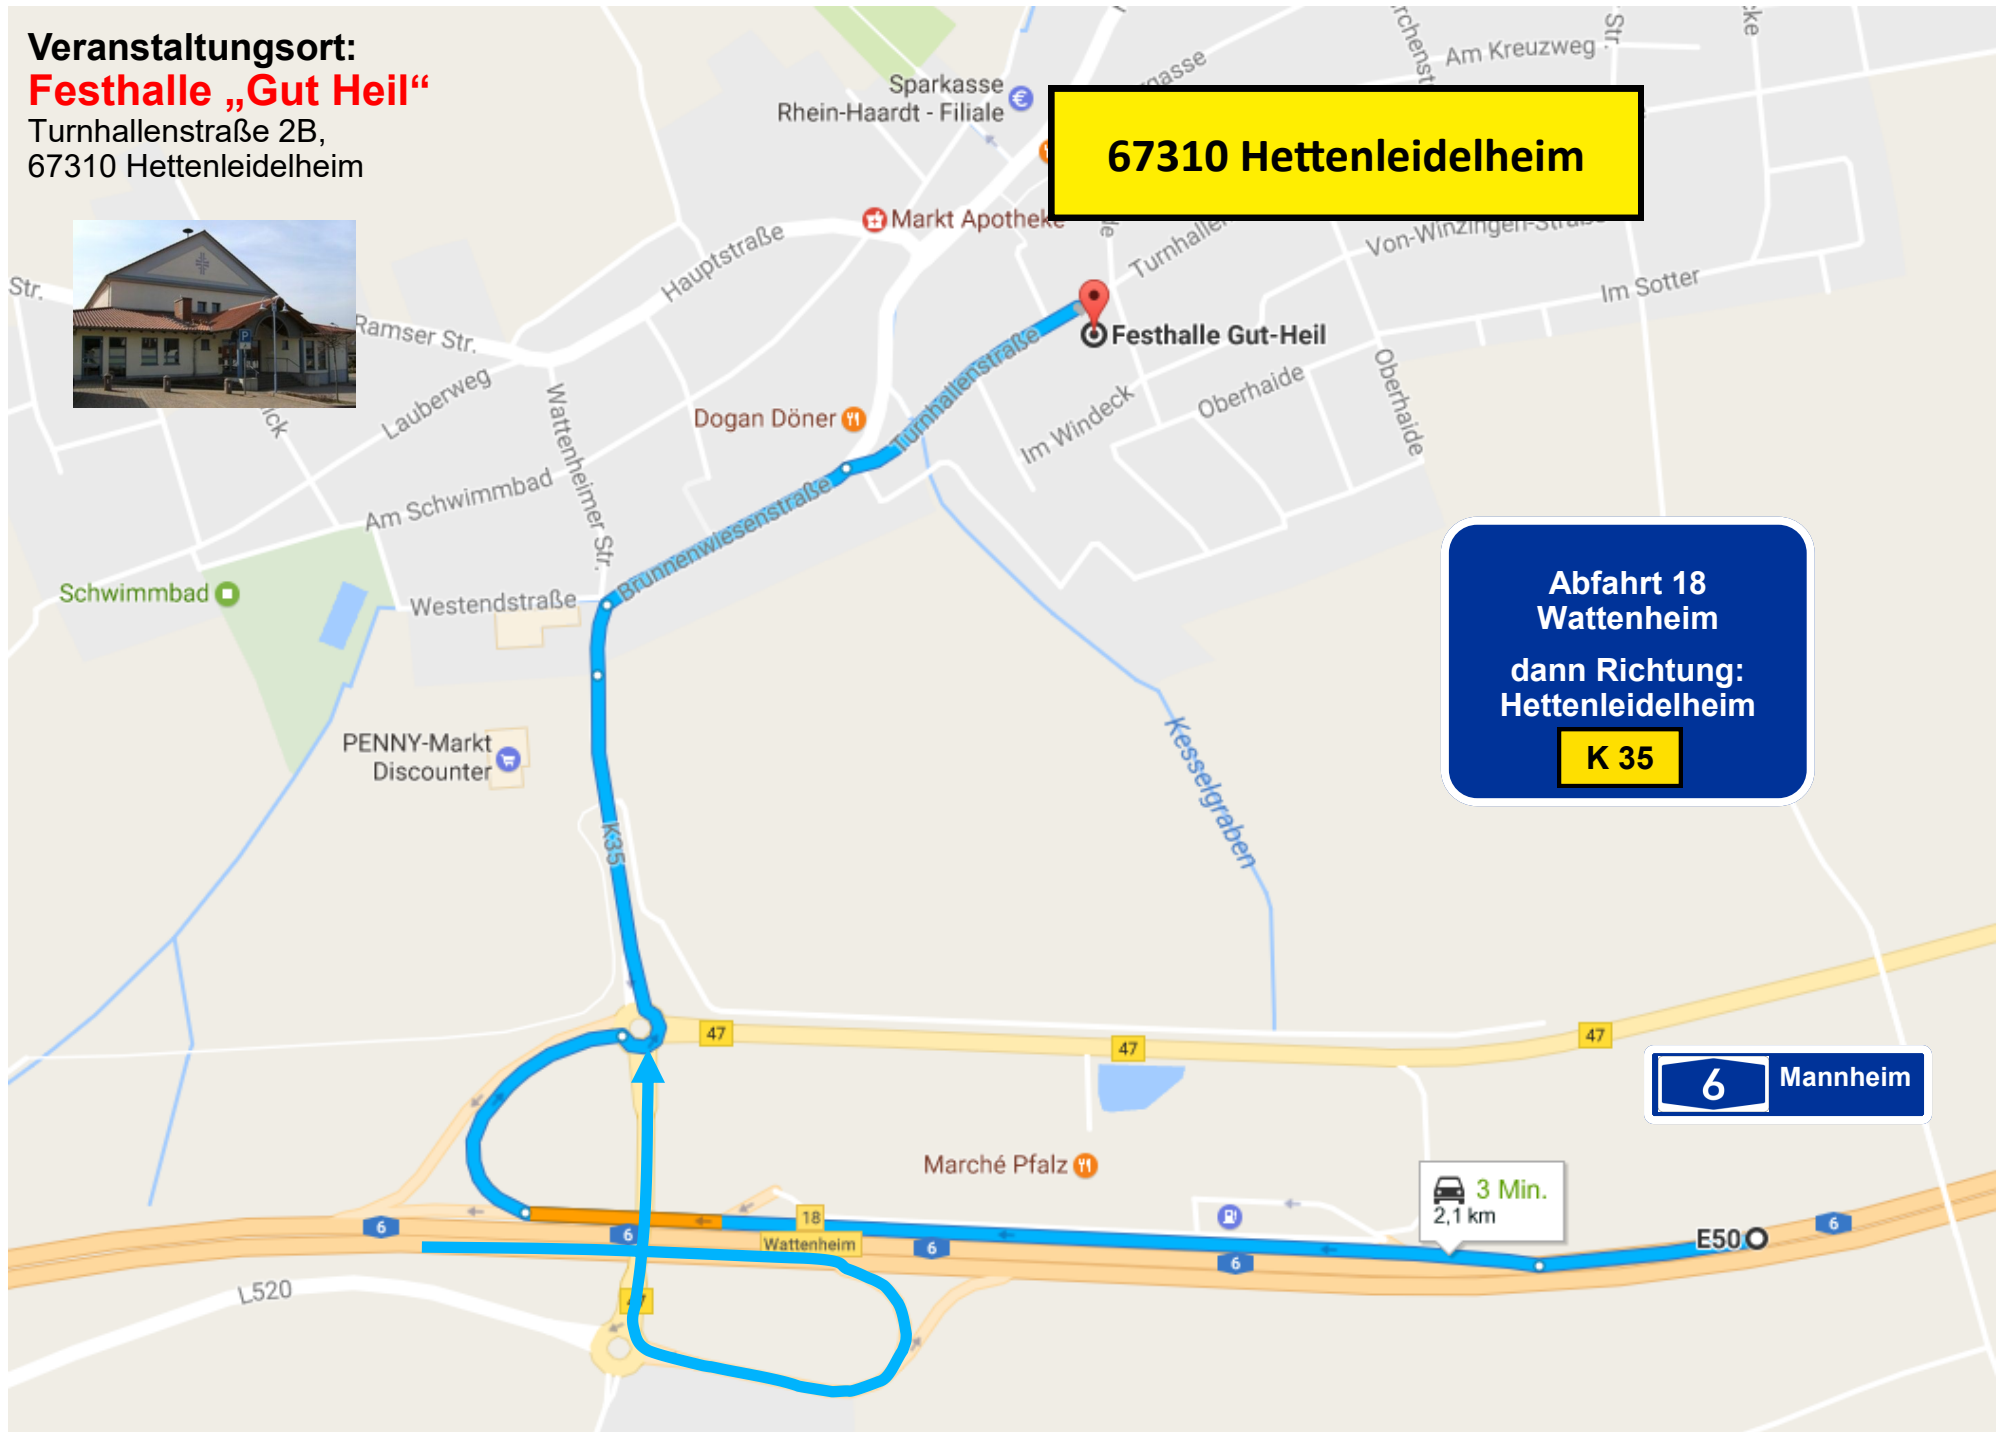 Veranstaltungsort:
Festhalle „Gut Heil“
Turnhallenstraße 2B,
67310 Hettenleidelheim
Sparkasse
Rhein-Haardt - Filiale
Am Kreuzweg
Str.
67310 Hettenleidelheim
Markt Apotheke
Hauptstraße
Von-Winzingen-Straße
Im Sotter
Str.
Ramser Str.
Festhalle Gut-Heil
Turnhallenstraße
Lauberweg
Wattenheimer Str.
Dogan Döner
Im Windeck
Oberhaide
Oberhaide
Am Schwimmbad
Brunnenwiesenstraße
Schwimmbad
Westendstraße
Abfahrt 18
Wattenheim
dann Richtung:
Hettenleidelheim
K 35
PENNY-Markt
Discounter
Kesselgraben
K35
47
47
47
6 Mannheim
Marché Pfalz
3 Min.
2,1 km
18
Wattenheim
6
6
6
6
6
E50
L520
47